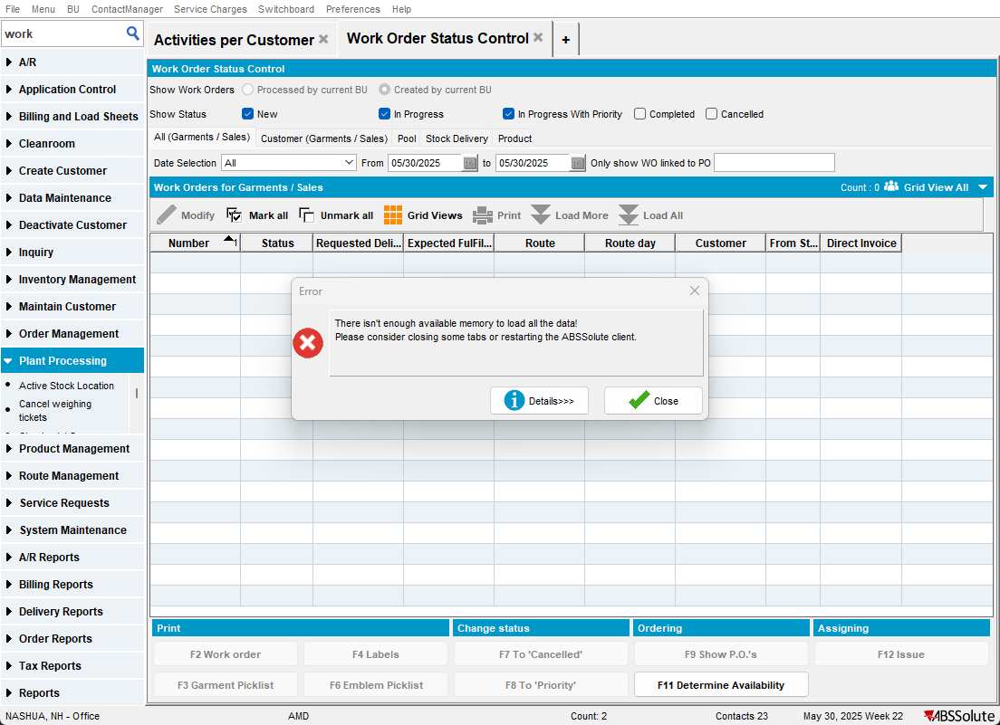 File Menu BU ContactManager Service Charges Switchboard Preferences Help
work
Activities per Customer
Work Order Status Control
+
A/R
Application Control
Billing and Load Sheets
Cleanroom
Create Customer
Data Maintenance
Deactivate Customer
Inquiry
Inventory Management
Maintain Customer
Order Management
Plant Processing
Active Stock Location
Cancel weighing
tickets
Product Management
Route Management
Service Requests
System Maintenance
A/R Reports
Billing Reports
Delivery Reports
Order Reports
Tax Reports
Reports
Work Order Status Control
Show Work Orders Processed by current BU Created by current BU
Show Status New In Progress In Progress With Priority Completed Cancelled
All (Garments / Sales) Customer (Garments / Sales) Pool Stock Delivery Product
Date Selection All From 05/30/2025 16 to 05/30/2025 16 Only show WO linked to PO
Work Orders for Garments / Sales Count : 0 Grid View All
Modify Mark all Unmark all Grid Views Print Load More Load All
Number 1 Status Requested Deli... Expected FulFil... Route Route day Customer From St... Direct Invoice
Error
There isn't enough available memory to load all the data!
Please consider closing some tabs or restarting the ABSSolute client.
Details>>> Close
Print Change status Ordering Assigning
F2 Work order F4 Labels F7 To 'Cancelled' F9 Show P.O.'s F12 Issue
F3 Garment Picklist F6 Emblem Picklist F8 To 'Priority' F11 Determine Availability
NASHUA, NH - Office AMD Count: 2 Contacts 23 May 30, 2025 Week 22 ABSSolute